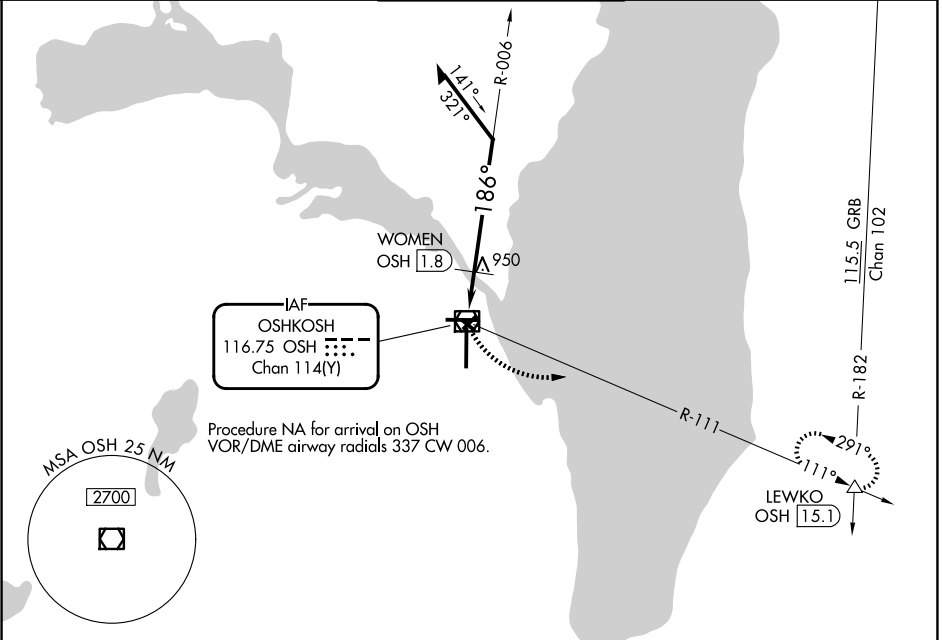 R-006
141°
321°
186°
WOMEN
OSH 1.8
950
IAF
OSHKOSH
116.75 OSH
Chan 114(Y)
115.5 GRB
Chan 102
R-182
R-111
Procedure NA for arrival on OSH
VOR/DME airway radials 337 CW 006.
MSA OSH 25 NM
2700
291°
111°
LEWKO
OSH 15.1